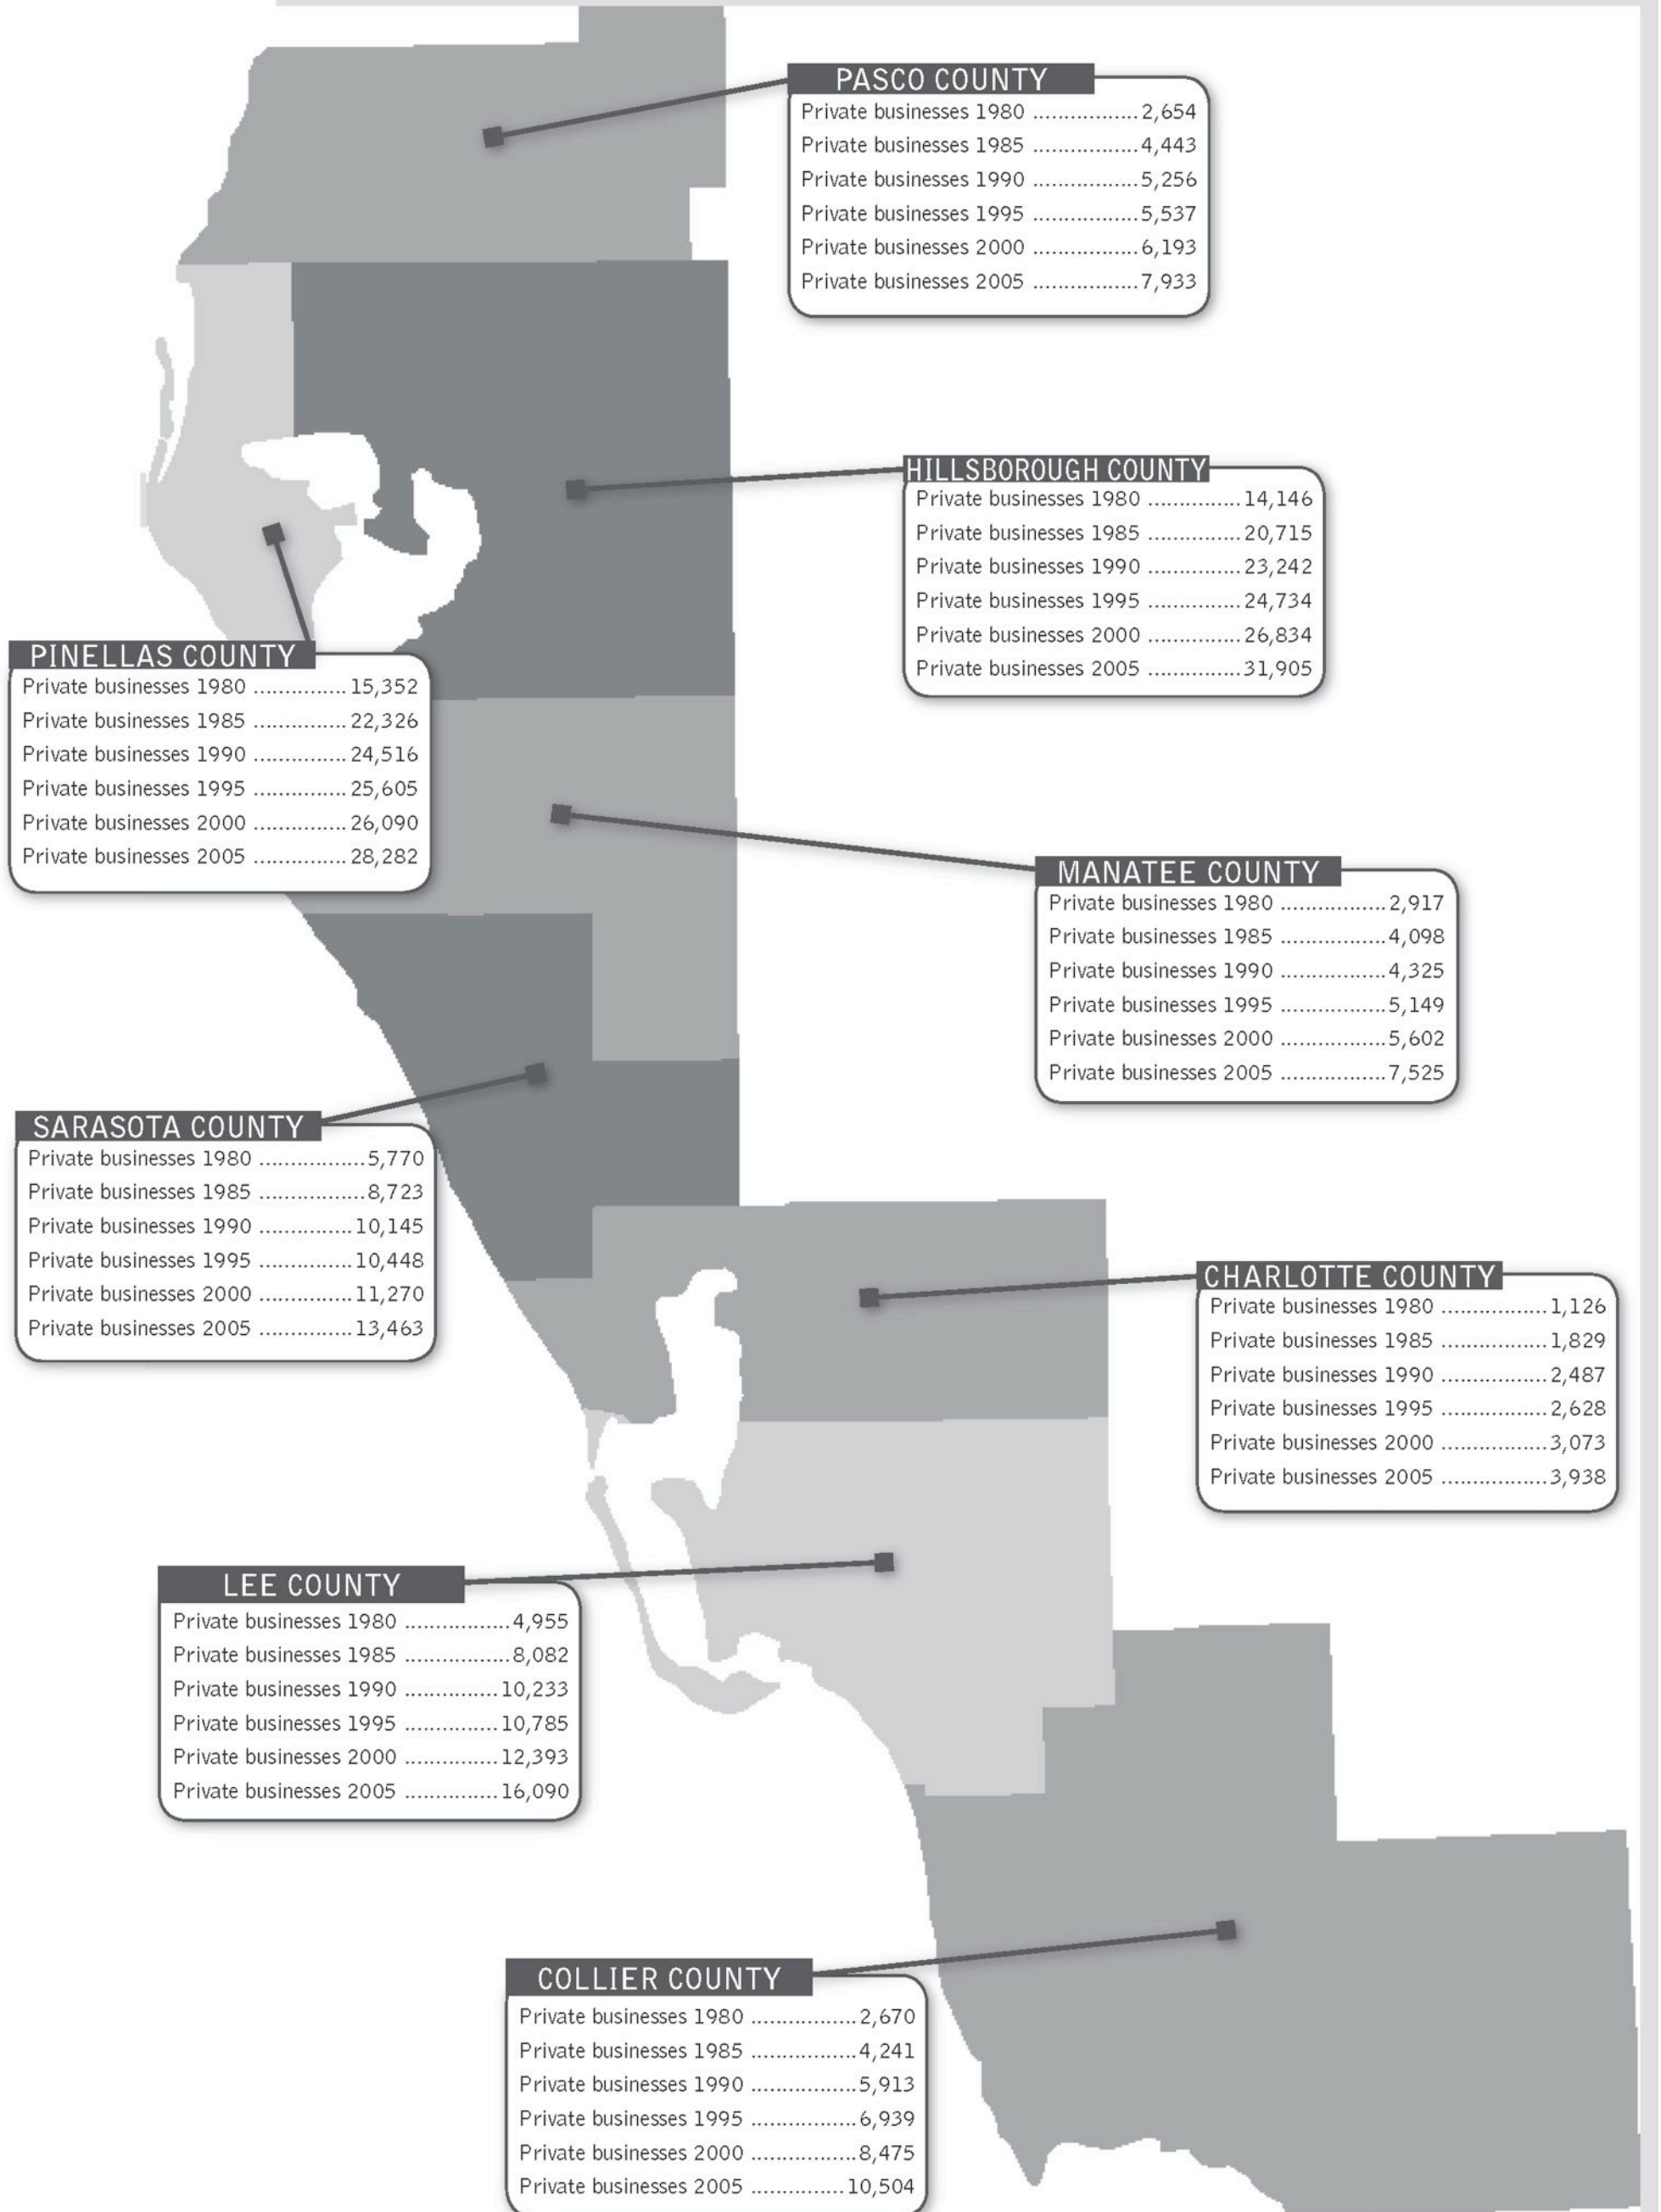 PASCO COUNTY
Private businesses 1980 .................2,654
Private businesses 1985 .................4,443
Private businesses 1990 .................5,256
Private businesses 1995 .................5,537
Private businesses 2000 .................6,193
Private businesses 2005 .................7,933
HILLSBOROUGH COUNTY
Private businesses 1980 ...............14,146
Private businesses 1985 ...............20,715
Private businesses 1990 ...............23,242
Private businesses 1995 ...............24,734
Private businesses 2000 ...............26,834
Private businesses 2005 ...............31,905
PINELLAS COUNTY
Private businesses 1980 ...............15,352
Private businesses 1985 ...............22,326
Private businesses 1990 ...............24,516
Private businesses 1995 ...............25,605
Private businesses 2000 ...............26,090
Private businesses 2005 ...............28,282
MANATEE COUNTY
Private businesses 1980 .................2,917
Private businesses 1985 .................4,098
Private businesses 1990 .................4,325
Private businesses 1995 .................5,149
Private businesses 2000 .................5,602
Private businesses 2005 .................7,525
SARASOTA COUNTY
Private businesses 1980 .................5,770
Private businesses 1985 .................8,723
Private businesses 1990 ...............10,145
Private businesses 1995 ...............10,448
Private businesses 2000 ...............11,270
Private businesses 2005 ...............13,463
CHARLOTTE COUNTY
Private businesses 1980 .................1,126
Private businesses 1985 .................1,829
Private businesses 1990 .................2,487
Private businesses 1995 .................2,628
Private businesses 2000 .................3,073
Private businesses 2005 .................3,938
LEE COUNTY
Private businesses 1980 .................4,955
Private businesses 1985 .................8,082
Private businesses 1990 ...............10,233
Private businesses 1995 ...............10,785
Private businesses 2000 ...............12,393
Private businesses 2005 ...............16,090
COLLIER COUNTY
Private businesses 1980 .................2,670
Private businesses 1985 .................4,241
Private businesses 1990 .................5,913
Private businesses 1995 .................6,939
Private businesses 2000 .................8,475
Private businesses 2005 ...............10,504